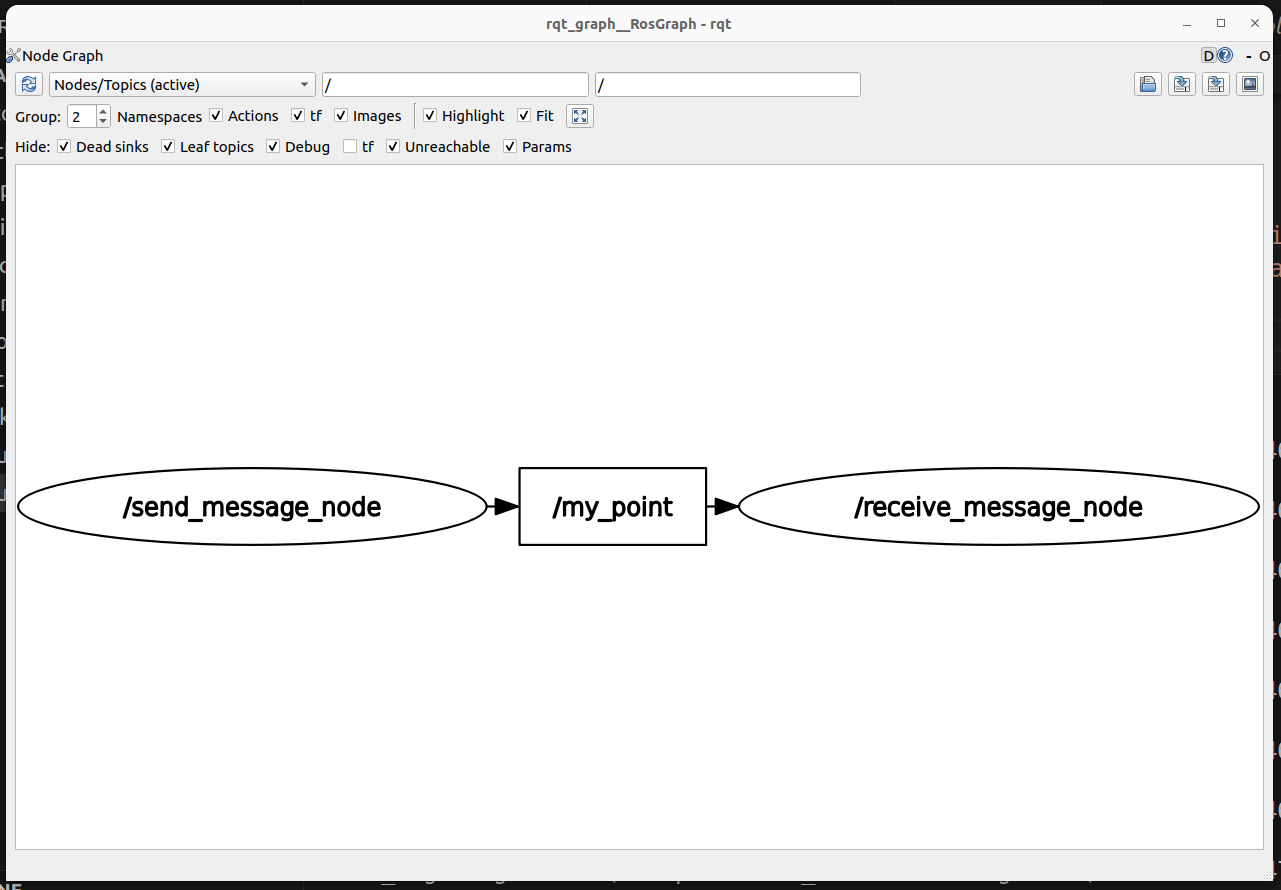 rqt_graph__RosGraph - rqt
Node Graph
D ? - O
Nodes/Topics (active) / /
Group: 2 Namespaces Actions tf Images Highlight Fit
Hide: Dead sinks Leaf topics Debug tf Unreachable Params
/send_message_node /my_point /receive_message_node